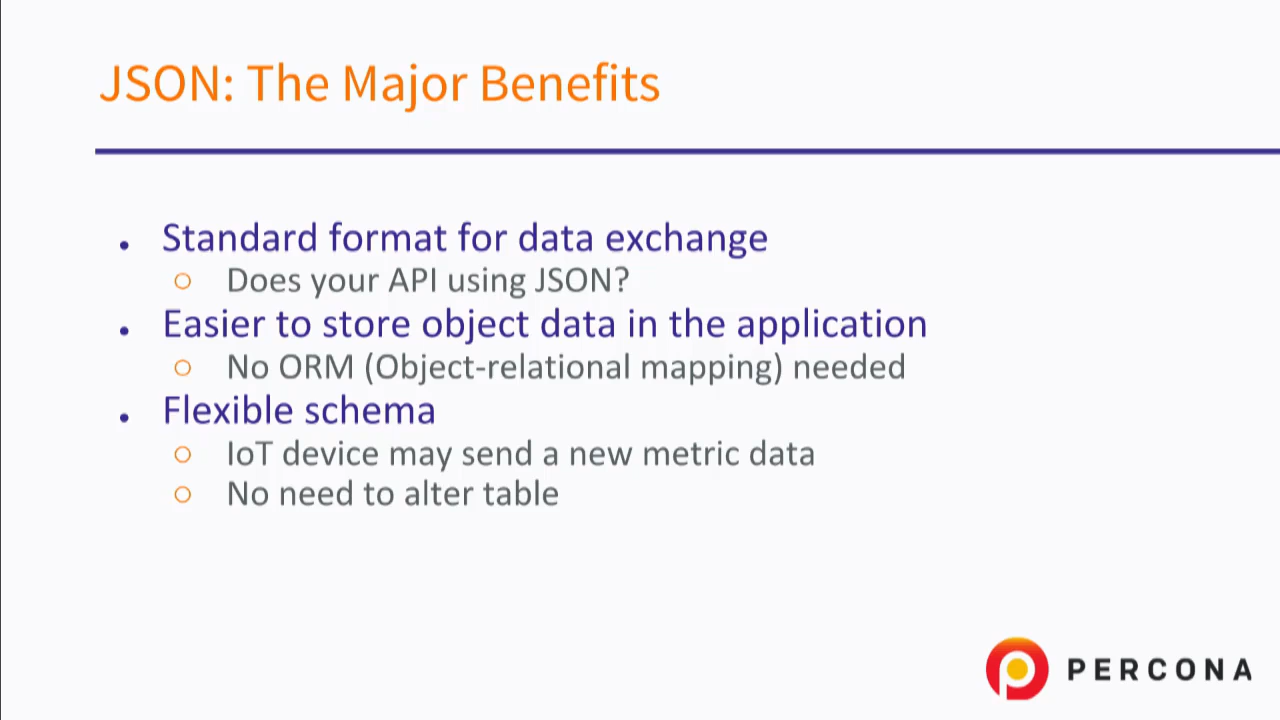 JSON: The Major Benefits
• Standard format for data exchange
○ Does your API using JSON?
• Easier to store object data in the application
○ No ORM (Object-relational mapping) needed
• Flexible schema
○ IoT device may send a new metric data
○ No need to alter table
PERCONA